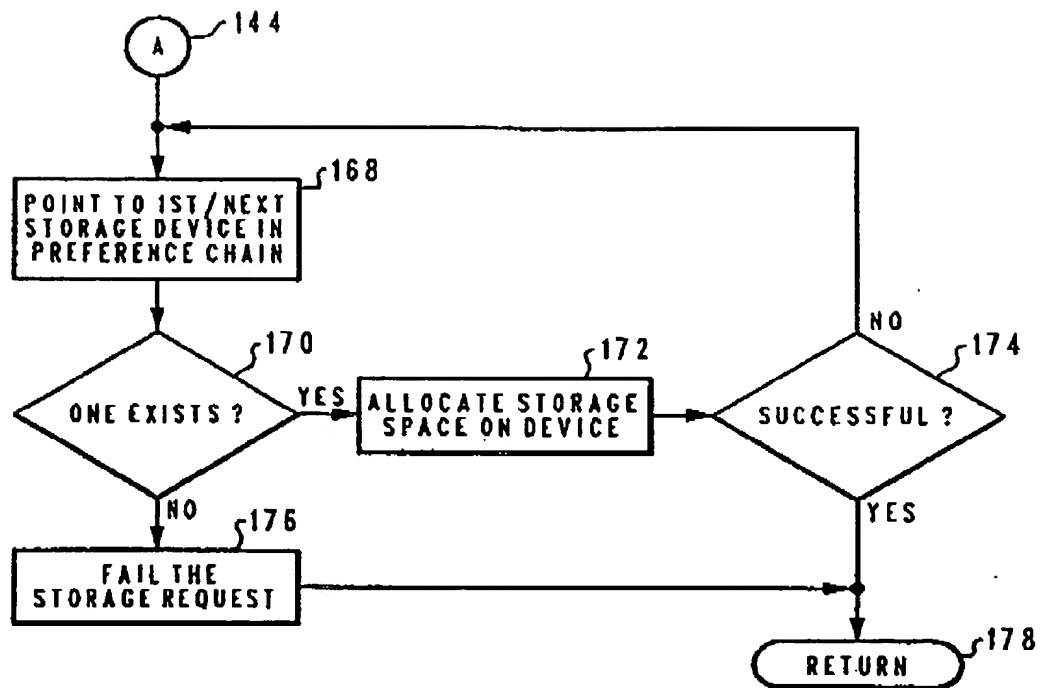 144
A
168
POINT TO 1ST/NEXT
STORAGE DEVICE IN
PREFERENCE CHAIN
170
ONE EXISTS?
YES
172
ALLOCATE STORAGE
SPACE ON DEVICE
NO
174
SUCCESSFUL?
NO
176
FAIL THE
STORAGE REQUEST
YES
RETURN
178